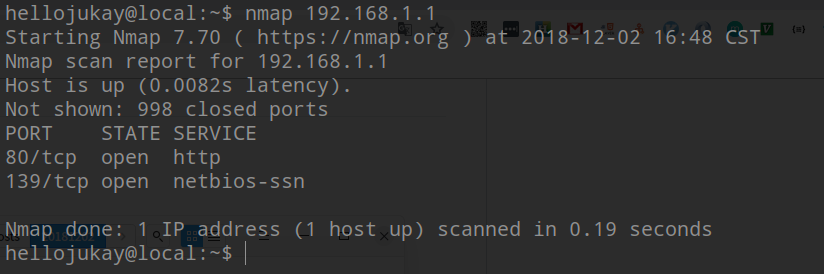 hellojukay@local:~$ nmap 192.168.1.1
Starting Nmap 7.70 ( https://nmap.org ) at 2018-12-02 16:48 CST
Nmap scan report for 192.168.1.1
Host is up (0.0082s latency).
Not shown: 998 closed ports
PORT    STATE SERVICE
80/tcp  open  http
139/tcp open  netbios-ssn
Nmap done: 1 IP address (1 host up) scanned in 0.19 seconds
hellojukay@local:~$